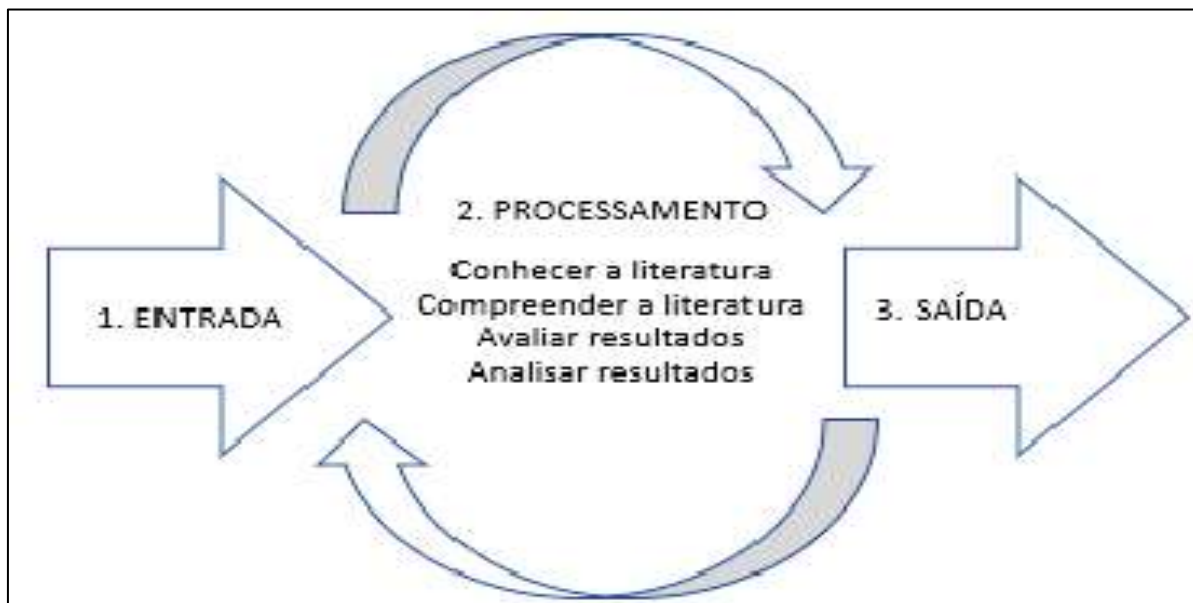 1. ENTRADA
2. PROCESSAMENTO
Conhecer a literatura
Compreender a literatura
Avaliar resultados
Analisar resultados
3. SAÍDA